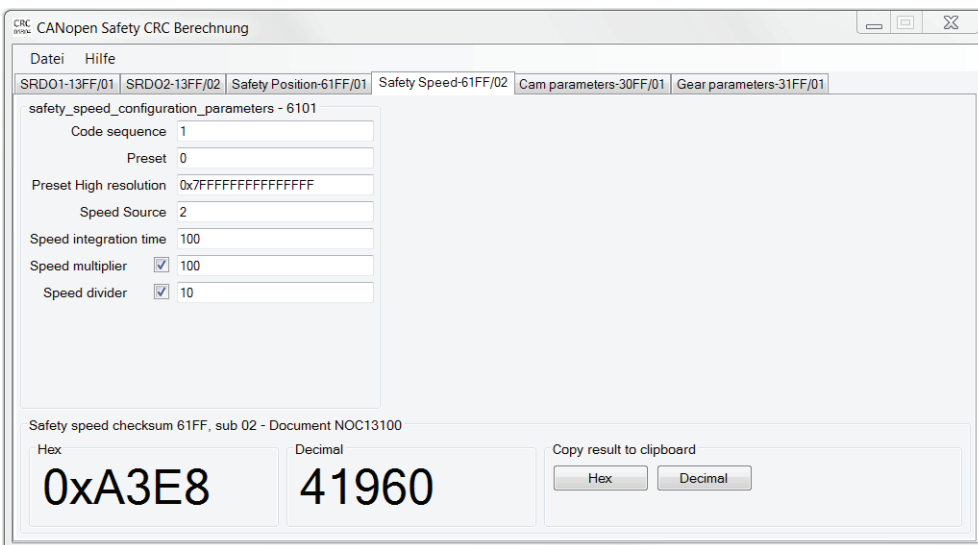 CRC CANopen Safety CRC Berechnung
Datei Hilfe
SRDO1-13FF/01 SRDO2-13FF/02 Safety Position-61FF/01 Safety Speed-61FF/02 Cam parameters-30FF/01 Gear parameters-31FF/01
safety_speed_configuration_parameters - 6101
Code sequence 1
Preset 0
Preset High resolution 0x7FFFFFFFFFFFFFFF
Speed Source 2
Speed integration time 100
Speed multiplier 100
Speed divider 10
Safety speed checksum 61FF, sub 02 - Document NOC13100
Hex Decimal Copy result to clipboard
0xA3E8 41960 Hex Decimal